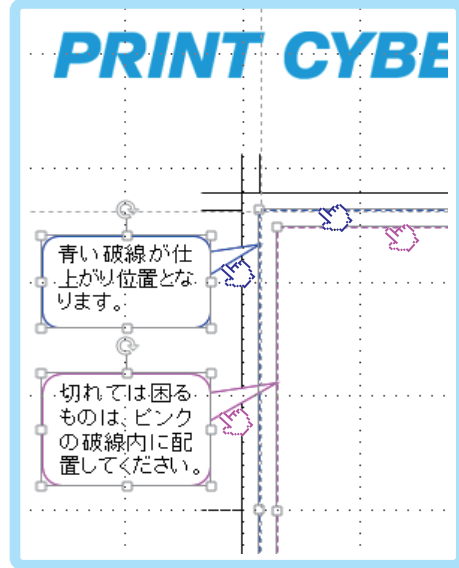 PRINT CYBE
青い破線が仕
上がり位置とな
ります。
切れては困る
ものは、ピンク
の破線内に配
置してください。